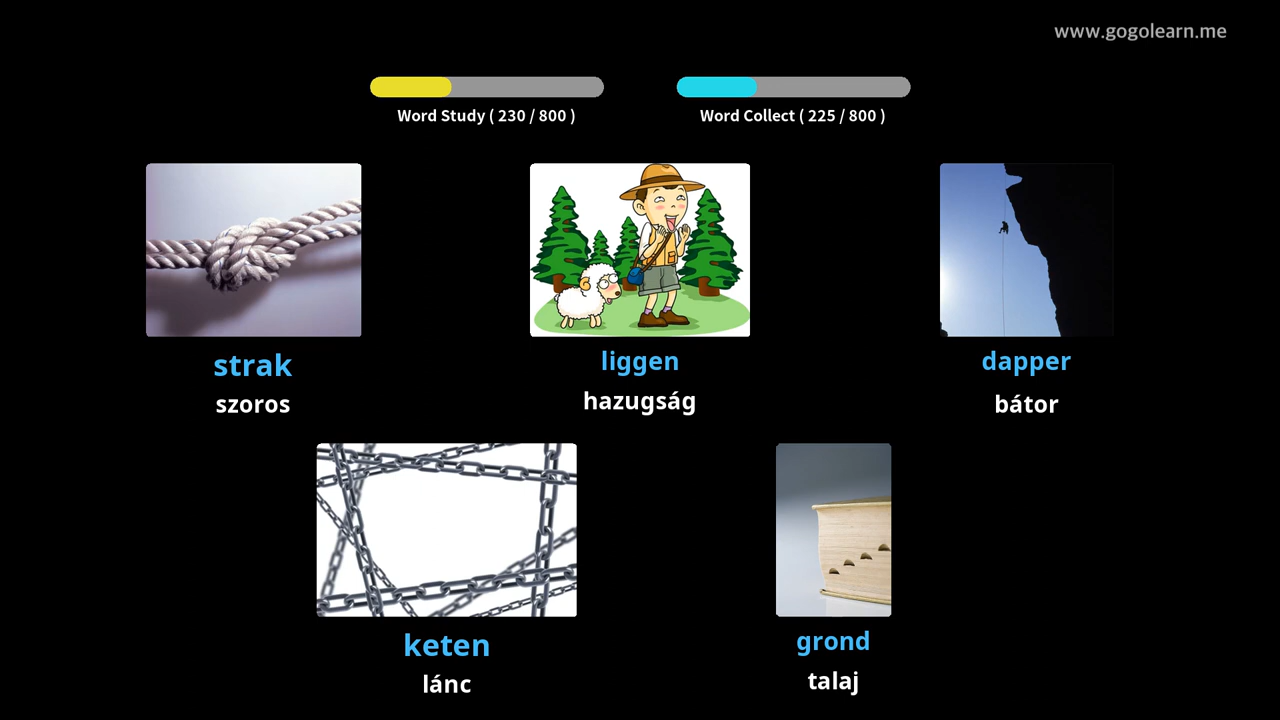 www.gogolearn.me
Word Study ( 230 / 800 )
Word Collect ( 225 / 800 )
strak
szoros
liggen
hazugság
dapper
bátor
keten
lánc
grond
talaj